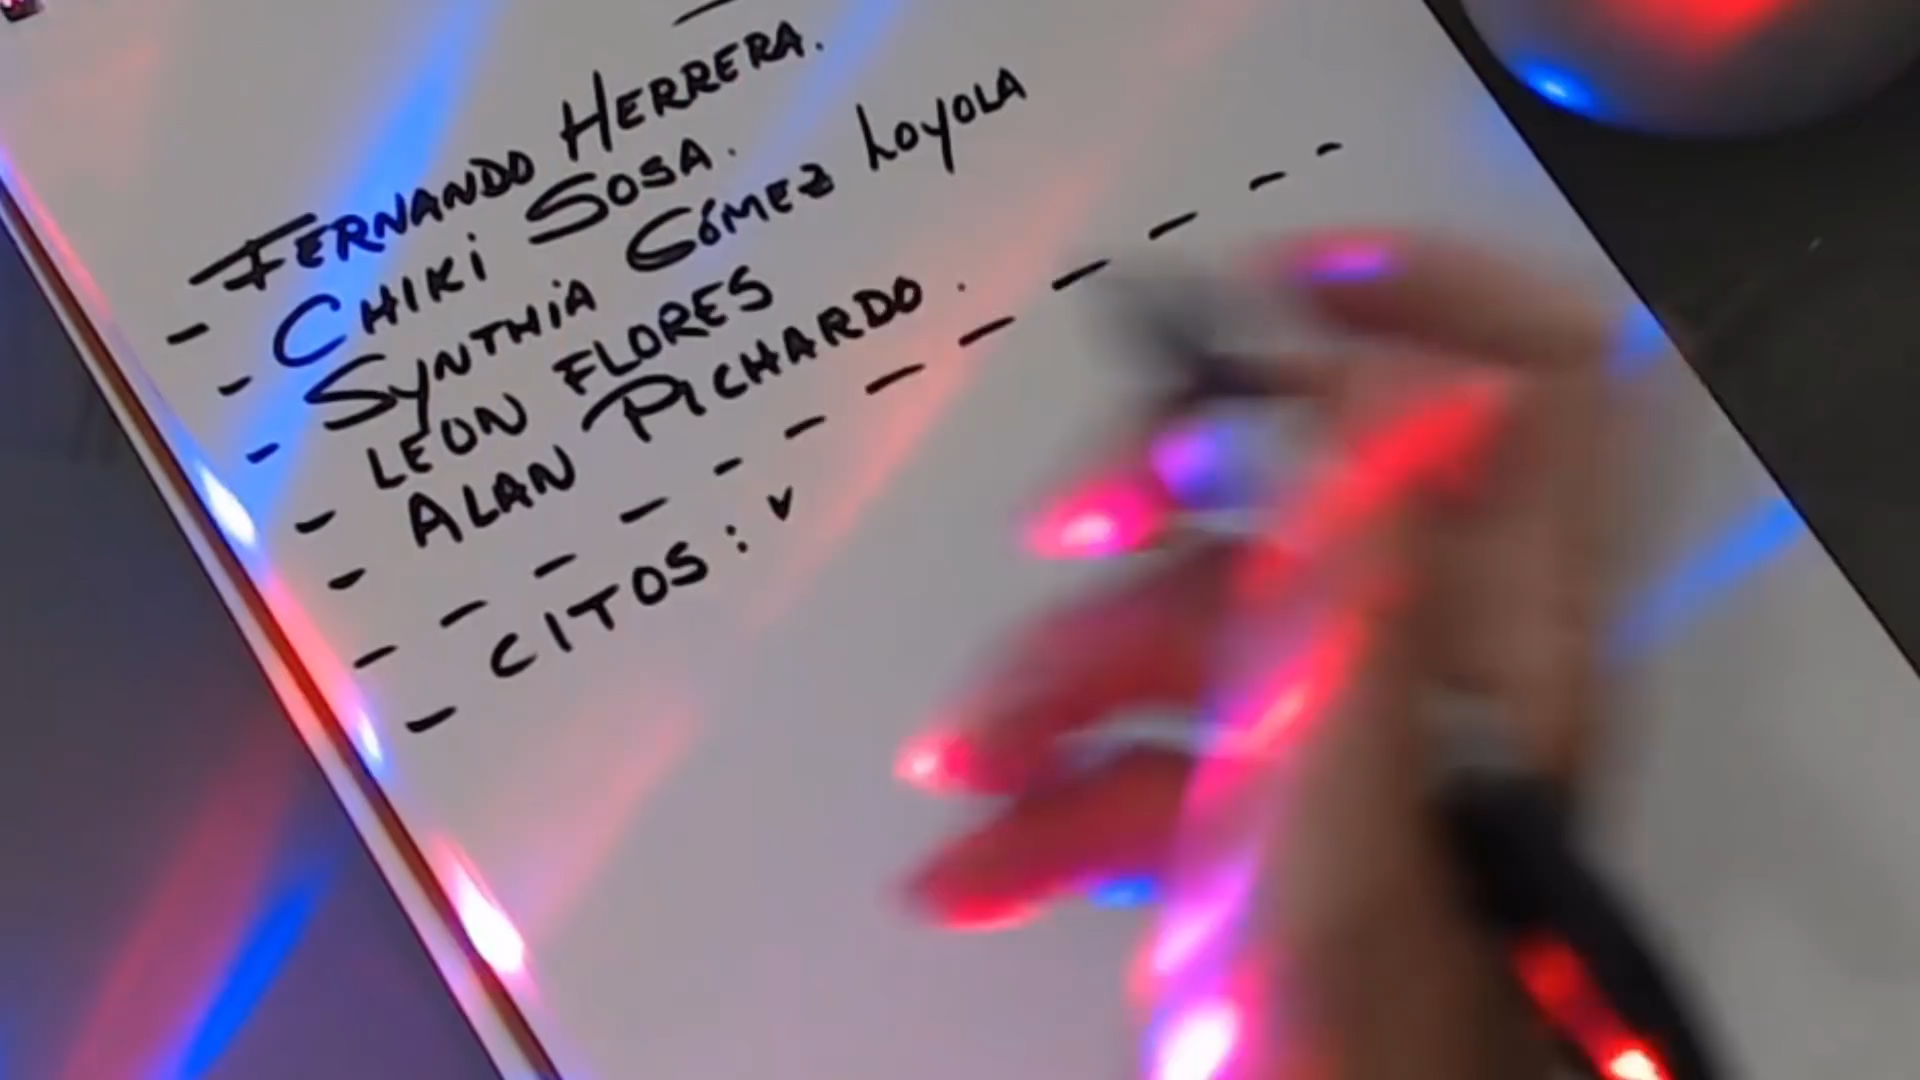 - FERNANDO HERRERA.
- CHIKI SOSA.
- SYNTHIA GÓMEZ LOYOLA
- LEON FLORES
- ALAN PICHARDO.
- - - - - - - - - - - - -
- CITOS: v